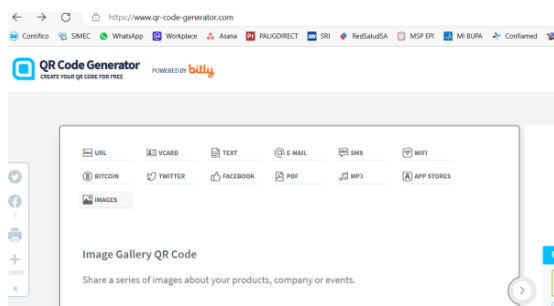 https://www.qr-code-generator.com
Contifico SIMEC WhatsApp Workplace Asana PALIGDIRECT SRI RedSaludSA MSP EPI MI BUPA Confiamed
QR Code Generator POWERED BY bitly
CREATE YOUR QR CODE FOR FREE
URL VCARD TEXT E-MAIL SMS WIFI
BITCOIN TWITTER FACEBOOK PDF MP3 APP STORES
IMAGES
Image Gallery QR Code
Share a series of images about your products, company or events.